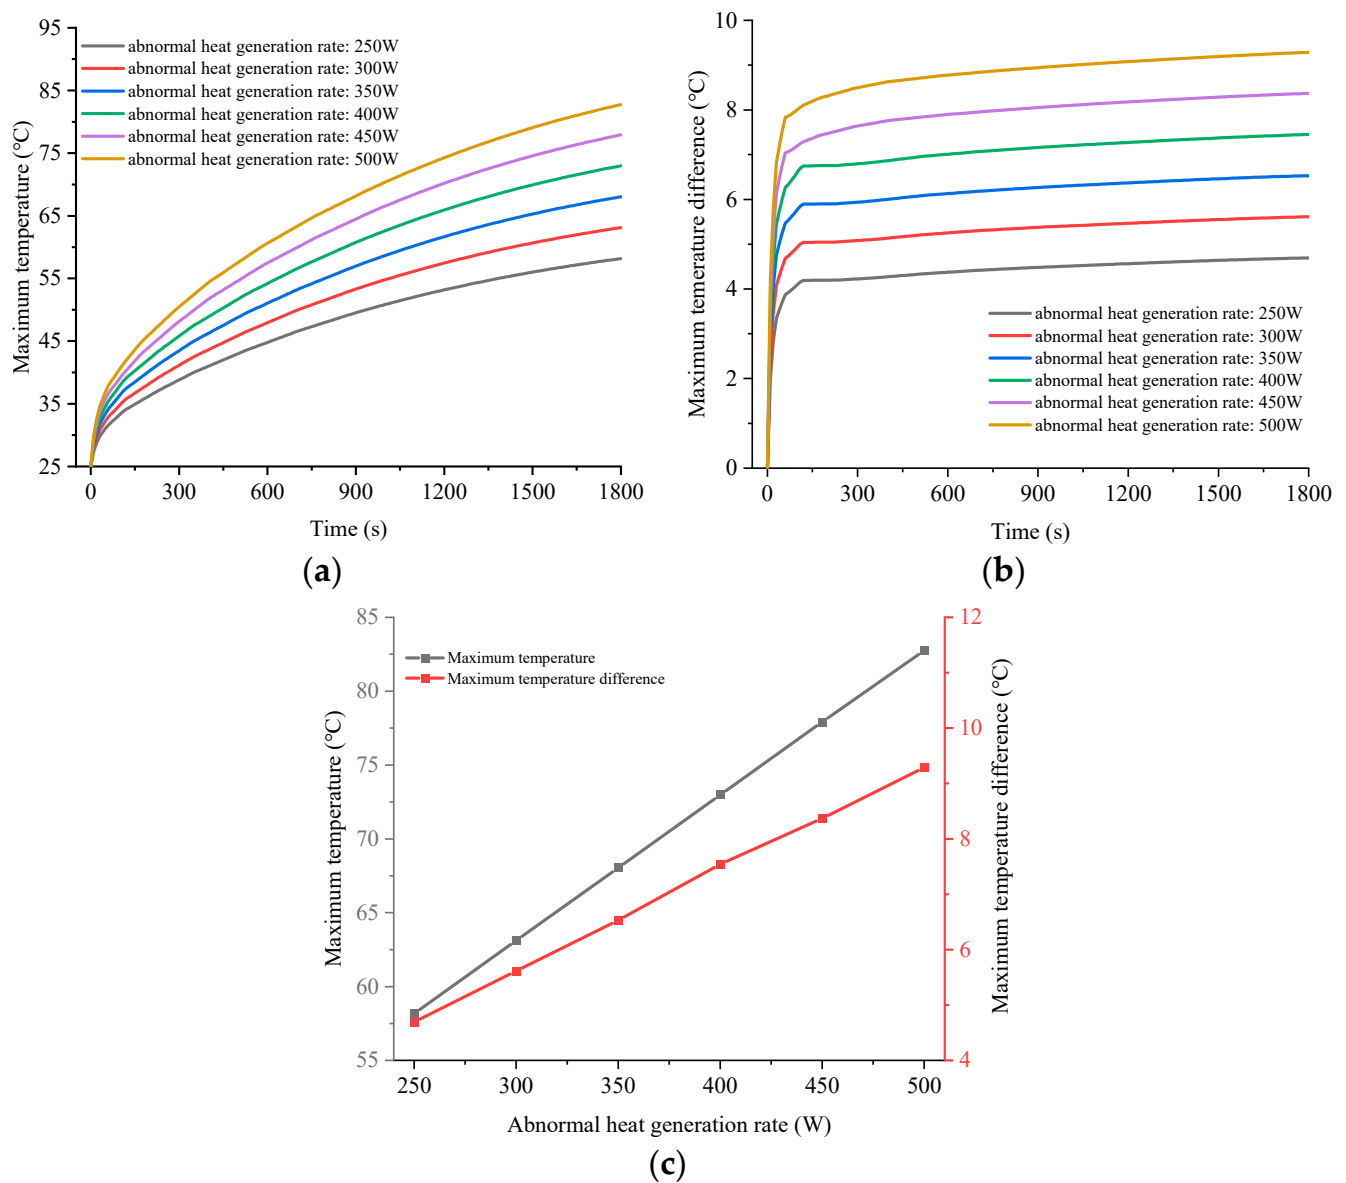 95
85
75
65
55
45
35
25
Maximum temperature (℃)
abnormal heat generation rate: 250W
abnormal heat generation rate: 300W
abnormal heat generation rate: 350W
abnormal heat generation rate: 400W
abnormal heat generation rate: 450W
abnormal heat generation rate: 500W
0 300 600 900 1200 1500 1800
Time (s)
(a)
10
8
6
4
2
0
Maximum tenerature difference (℃)
abnormal heat generation rate: 250W
abnormal heat generation rate: 300W
abnormal heat generation rate: 350W
abnormal heat generation rate: 400W
abnormal heat generation rate: 450W
abnormal heat generation rate: 500W
0 300 600 900 1200 1500 1800
Time (s)
(b)
85
80
75
70
65
60
55
Maximum temperature (℃)
Maximum temperature
Maximum temperature difference
12
10
8
6
4
Maximum temperature difference (℃)
250 300 350 400 450 500
Abnormal heat generation rate (W)
(c)